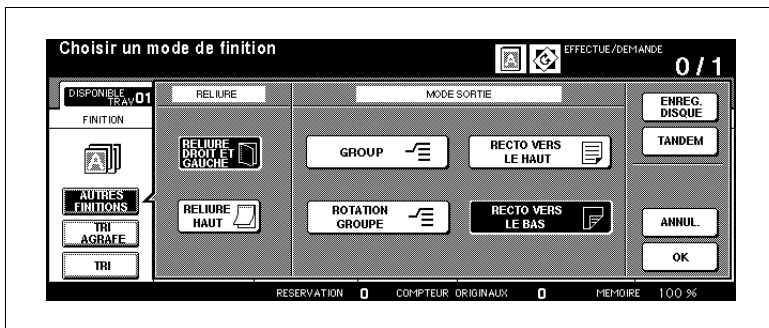 Choisir un mode de finition
EFFECTUE/DEMANDE
0 / 1
DISPONIBLE
TRAV 01
FINITION
AUTRES
FINITIONS
TRI
AGRAFE
TRI
RELIURE
RELIURE
DROIT ET
GAUCHE
RELIURE
HAUT
MODE SORTIE
GROUP
RECTO VERS
LE HAUT
ROTATION
GROUPE
RECTO VERS
LE BAS
ENREG.
DISQUE
TANDEM
ANNUL.
OK
RESERVATION 0 COMPTEUR ORIGINAUX 0 MEMOIRE 100 %